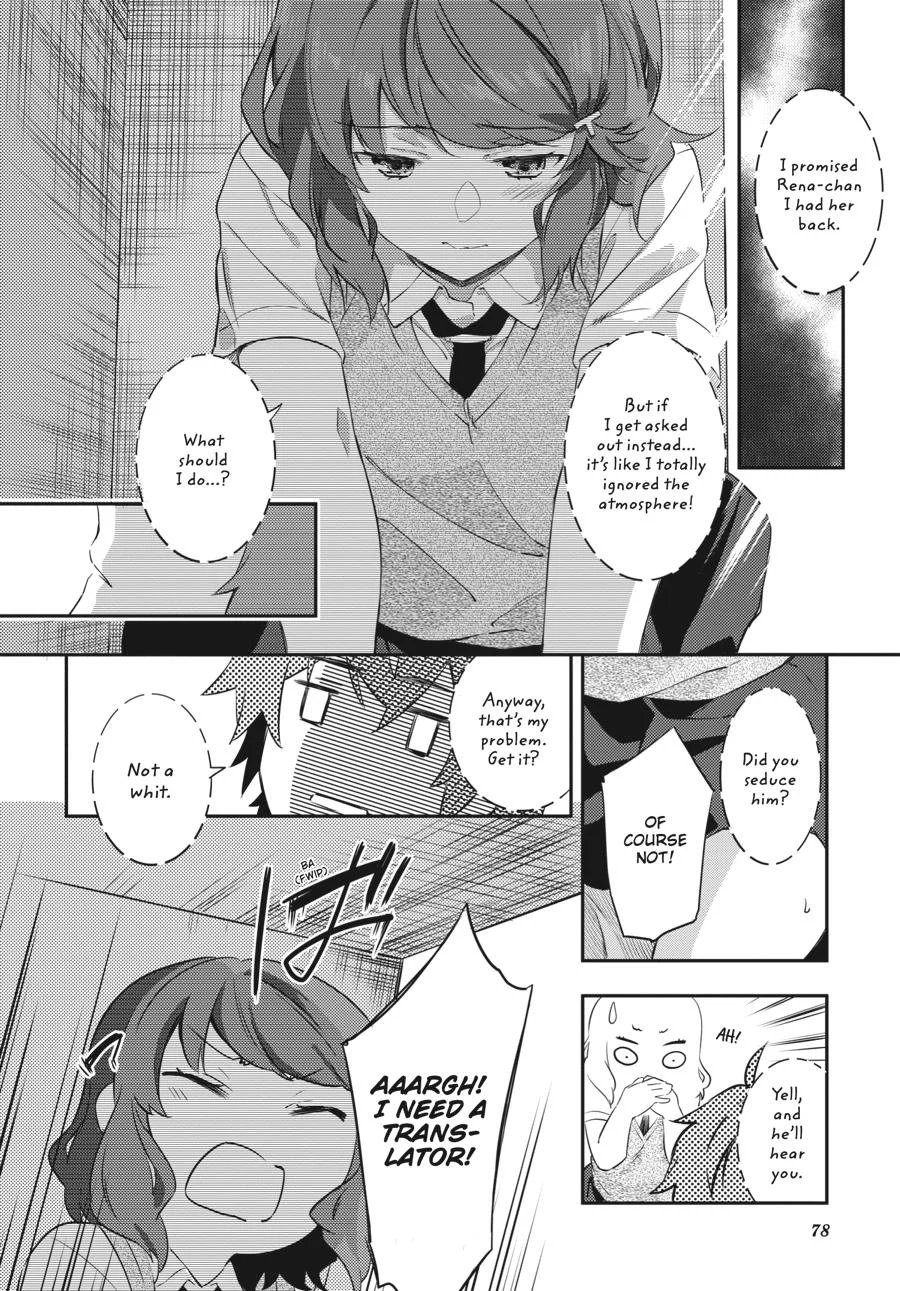 I promised
Rena-chan
I had her
back.
But if
I get asked
out instead...
it's like I totally
ignored the
atmosphere!
What
should
I do...?
Did you
seduce
him?
OF
COURSE
NOT!
Yell,
and
he'll
hear
you.
AH!
Anyway,
that's my
problem.
Get it?
Not a
whit.
バッ
BA
(FWIP)
AAARGH!
I NEED A
TRANS-
LATOR!
78